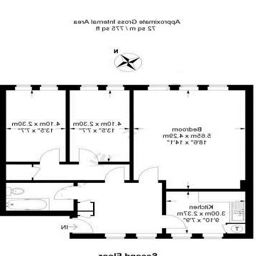 Approximate Gross Internal Area
72 sq m / 775 sq ft
N
4.10m x 2.30m
13'5" x 7'7"
4.10m x 2.30m
13'5" x 7'7"
Bedroom
5.65m x 4.29m
18'6" x 14'1"
Kitchen
3.00m x 2.37m
9'10" x 7'9"
IN
Second Floor